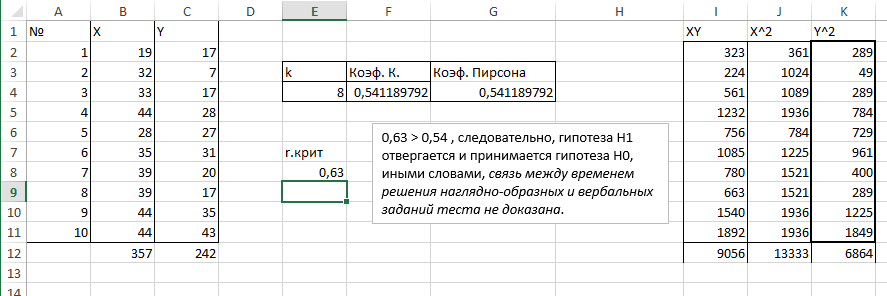 A B C D E F G H I J K
1 № X Y XY X^2 Y^2
2 1 19 17 323 361 289
3 2 32 7 k Коэф. К. Коэф. Пирсона 224 1024 49
4 3 33 17 8 0,541189792 0,541189792 561 1089 289
5 4 44 28 1232 1936 784
6 5 28 27 756 784 729
7 6 35 31 r.крит 1085 1225 961
8 7 39 20 0,63 780 1521 400
9 8 39 17 663 1521 289
10 9 44 35 1540 1936 1225
11 10 44 43 1892 1936 1849
12 357 242 9056 13333 6864
13
14
0,63 > 0,54 , следовательно, гипотеза H1
отвергается и принимается гипотеза H0,
иными словами, связь между временем
решения наглядно-образных и вербальных
заданий теста не доказана.